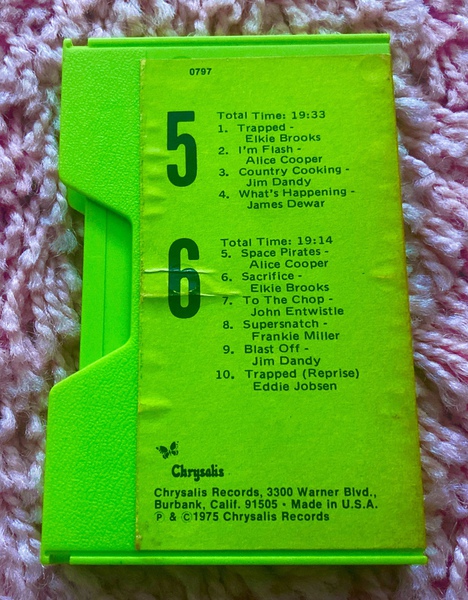 0797
5
Total Time: 19:33
1. Trapped -
Elkie Brooks
2. I'm Flash -
Alice Cooper
3. Country Cooking -
Jim Dandy
4. What's Happening -
James Dewar
6
Total Time: 19:14
5. Space Pirates -
Alice Cooper
6. Sacrifice -
Elkie Brooks
7. To The Chop -
John Entwistle
8. Supersnatch -
Frankie Miller
9. Blast Off -
Jim Dandy
10. Trapped (Reprise)
Eddie Jobsen
Chrysalis
Chrysalis Records, 3300 Warner Blvd.,
Burbank, Calif. 91505 • Made in U.S.A.
Ⓟ & ©1975 Chrysalis Records